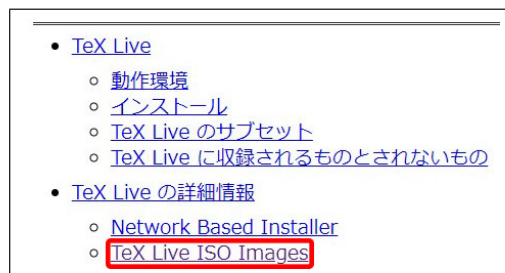 TeX Live
動作環境
インストール
TeX Live のサブセット
TeX Live に収録されるものとされないもの
TeX Live の詳細情報
Network Based Installer
TeX Live ISO Images